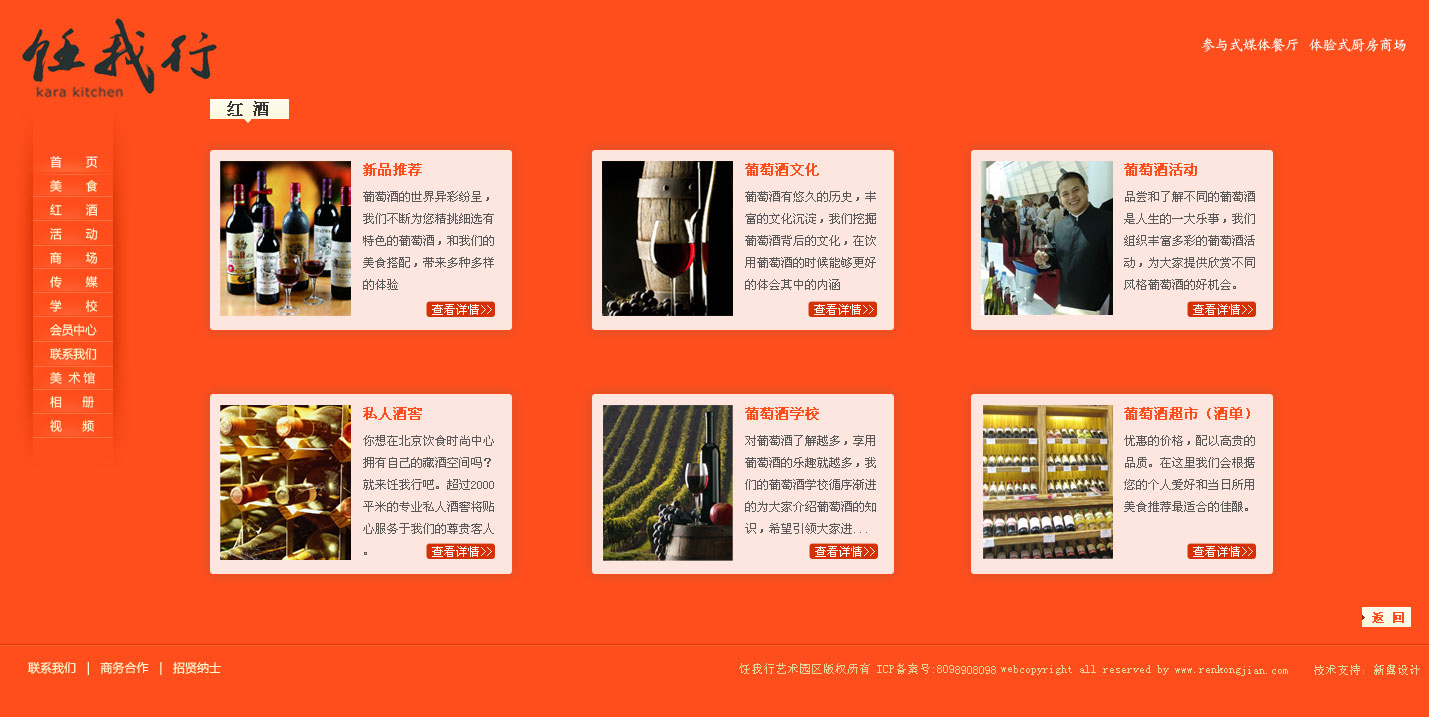 饪我行
kara kitchen
参与式媒体餐厅 体验式厨房商场
红 酒
首 页
美 食
红 酒
活 动
商 场
传 媒
学 校
会员中心
联系我们
美 术 馆
相 册
视 频
新品推荐
葡萄酒的世界异彩纷呈，
我们不断为您精挑细选有
特色的葡萄酒，和我们的
美食搭配，带来多种多样
的体验
查看详情>>
葡萄酒文化
葡萄酒有悠久的历史，丰
富的文化沉淀，我们挖掘
葡萄酒背后的文化，在饮
用葡萄酒的时候能够更好
的体会其中的内涵
查看详情>>
葡萄酒活动
品尝和了解不同的葡萄酒
是人生的一大乐事，我们
组织丰富多彩的葡萄酒活
动，为大家提供欣赏不同
风格葡萄酒的好机会。
查看详情>>
私人酒窖
你想在北京饮食时尚中心
拥有自己的藏酒空间吗？
就来饪我行吧。超过2000
平米的专业私人酒窖将贴
心服务于我们的尊贵客人
。
查看详情>>
葡萄酒学校
对葡萄酒了解越多，享用
葡萄酒的乐趣就越多，我
们的葡萄酒学校循序渐进
的为大家介绍葡萄酒的知
识，希望引领大家进...
查看详情>>
葡萄酒超市（酒单）
优惠的价格，配以高贵的
品质。在这里我们会根据
您的个人爱好和当日所用
美食推荐最适合的佳酿。
查看详情>>
返 回
联系我们 | 商务合作 | 招贤纳士
饪我行艺术园区版权所有 ICP备案号:8098908098 webcopyright all reserved by www.renkongjian.com 技术支持：新磊设计